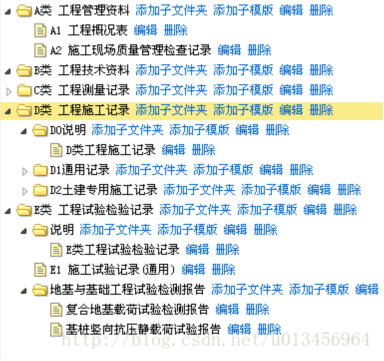 A类 工程管理资料 添加子文件夹 添加子模版 编辑 删除
A1 工程概况表 编辑 删除
A2 施工现场质量管理检查记录 编辑 删除
B类 工程技术资料 添加子文件夹 添加子模版 编辑 删除
C类 工程测量记录 添加子文件夹 添加子模版 编辑 删除
D类 工程施工记录 添加子文件夹 添加子模版 编辑 删除
D0说明 添加子文件夹 添加子模版 编辑 删除
D类工程施工记录 编辑 删除
D1通用记录 添加子文件夹 添加子模版 编辑 删除
D2土建专用施工记录 添加子文件夹 添加子模版 编辑 删除
E类 工程试验检验记录 添加子文件夹 添加子模版 编辑 删除
说明 添加子文件夹 添加子模版 编辑 删除
E类工程试验检验记录 编辑 删除
E1 施工试验记录(通用) 编辑 删除
地基与基础工程试验检测报告 添加子文件夹 添加子模版 编辑
复合地基载荷试验检测报告 编辑 删除
基桩竖向抗压静载荷试验报告 编辑 删除
http://blog.csdn.net/u013456964